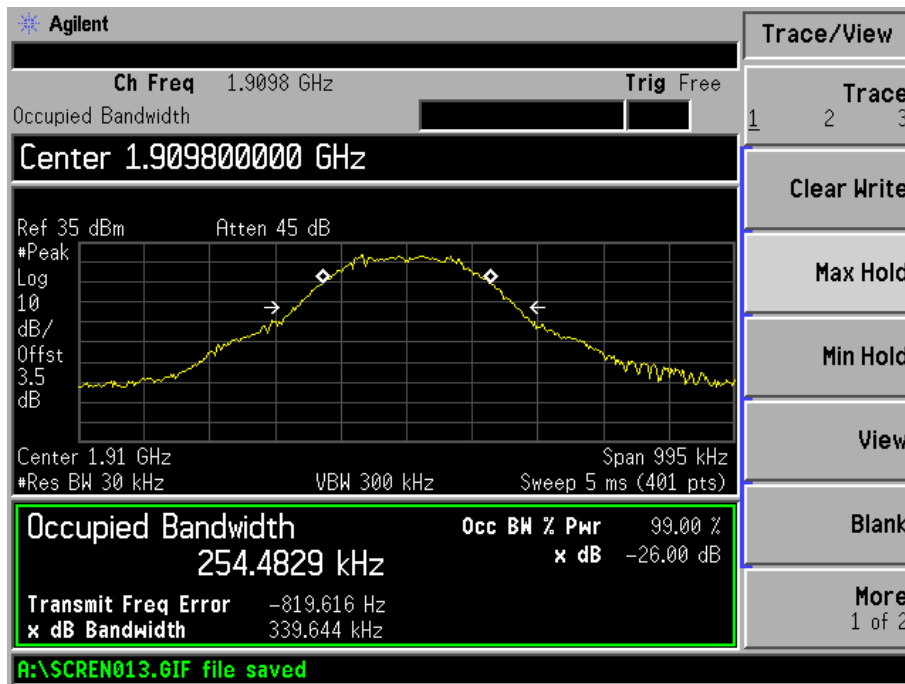 Agilent
Trace/View
Ch Freq 1.9098 GHz Trig Free
Occupied Bandwidth
Trace
1 2 3
Center 1.909800000 GHz
Clear Write
Ref 35 dBm Atten 45 dB
#Peak
Log
10
dB/
Offst
3.5
dB
Max Hold
Min Hold
Center 1.91 GHz Span 995 kHz
#Res BW 30 kHz VBW 300 kHz Sweep 5 ms (401 pts)
View
Occupied Bandwidth Occ BW % Pwr 99.00 %
254.4829 kHz x dB -26.00 dB
Blank
Transmit Freq Error -819.616 Hz
x dB Bandwidth 339.644 kHz
More
1 of 2
A:\SCREN013.GIF file saved